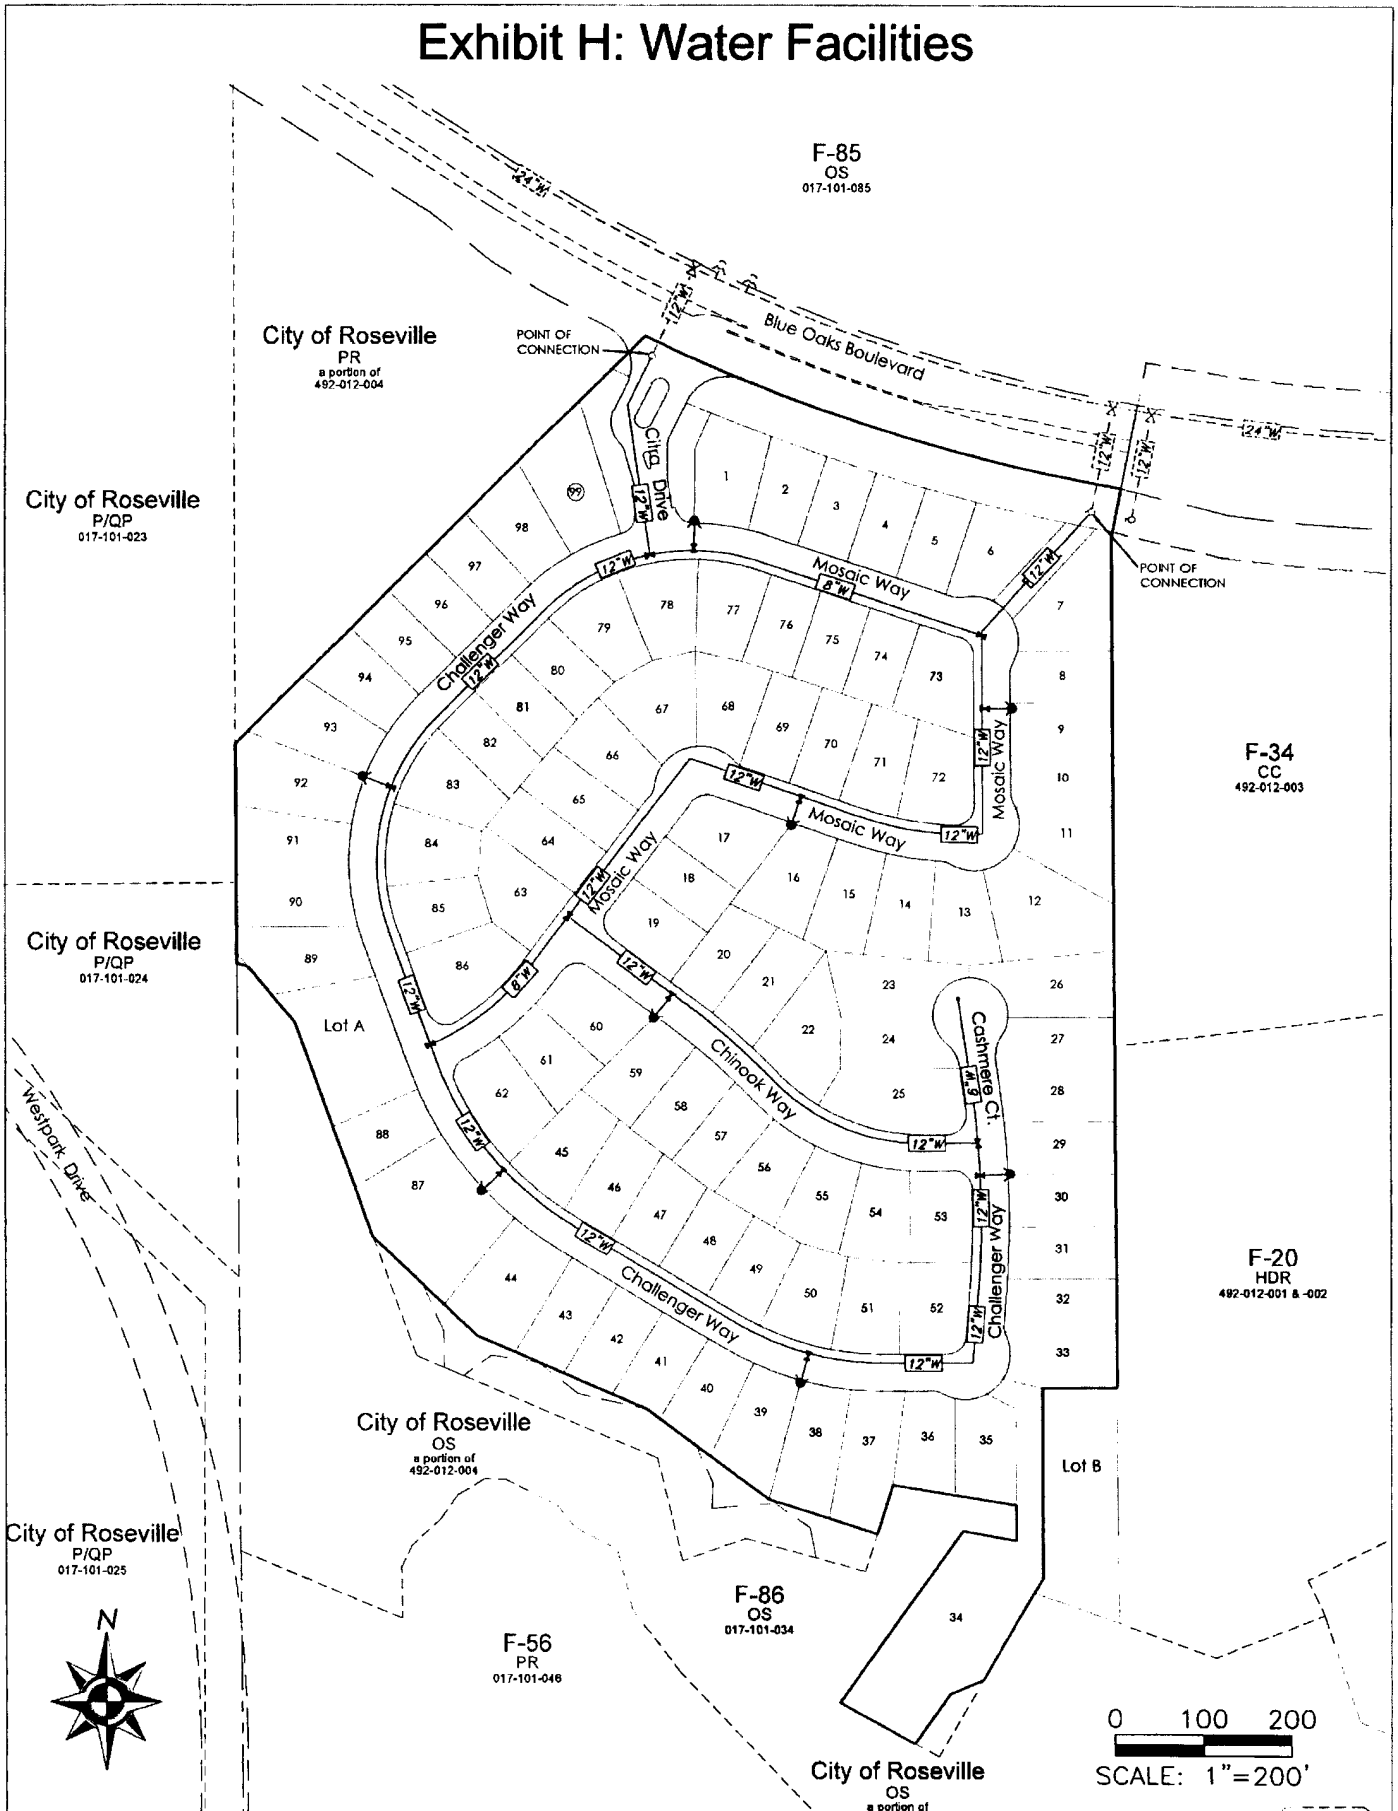 Exhibit H: Water Facilities
F-85
OS
017-101-085
24"W
12"W
Blue Oaks Boulevard
City of Roseville
PR
a portion of
492-012-004
POINT OF
CONNECTION
24"W
12"W
12"W
City of Roseville
P/QP
017-101-023
Citra Drive
12"W
1
2
3
4
5
6
99
98
97
96
95
94
93
92
91
90
89
POINT OF
CONNECTION
12"W
12"W
Mosaic Way
8"W
Challenger Way
12"W
7
8
9
10
11
12
13
14
15
16
17
18
19
20
21
22
23
24
25
26
27
28
29
30
31
32
33
78
77
76
75
74
73
79
80
81
82
83
84
85
86
67
68
69
70
71
72
66
65
64
63
12"W
Mosaic Way
12"W
Mosaic Way
12"W
12"W
Mosaic Way
F-34
CC
492-012-003
City of Roseville
P/QP
017-101-024
Lot A
12"W
8"W
12"W
Chinook Way
12"W
Cashmere Ct.
6"W
Westpark Drive
88
87
60
61
62
59
58
57
56
55
54
53
45
46
47
48
49
50
51
52
12"W
12"W
Challenger Way
12"W
12"W
12"W
Challenger Way
44
43
42
41
40
39
38
37
36
35
F-20
HDR
492-012-001 & -002
Lot B
City of Roseville
OS
a portion of
492-012-004
City of Roseville
P/QP
017-101-025
F-86
OS
017-101-034
34
F-56
PR
017-101-046
N
0 100 200
SCALE: 1"=200'
City of Roseville
OS
a portion of